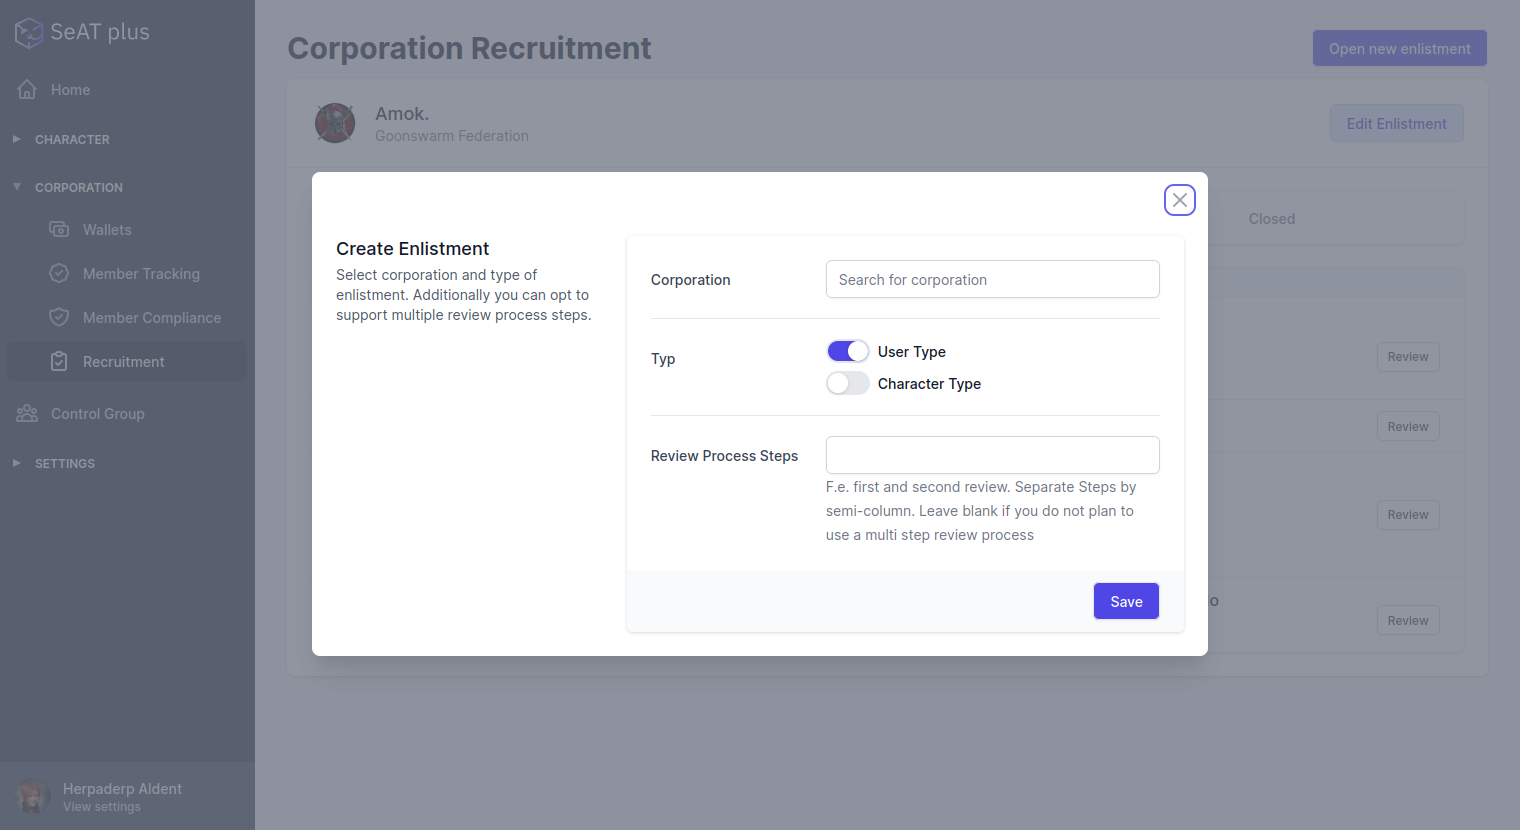 SeAT plus
Home
CHARACTER
CORPORATION
Wallets
Member Tracking
Member Compliance
Recruitment
Control Group
SETTINGS
Herpaderp Aldent
View settings
Corporation Recruitment
Open new enlistment
Amok.
Goonswarm Federation
Edit Enlistment
Closed
Review
Review
Review
o
Review
Create Enlistment
Select corporation and type of
enlistment. Additionally you can opt to
support multiple review process steps.
Corporation
Search for corporation
Typ
User Type
Character Type
Review Process Steps
F.e. first and second review. Separate Steps by
semi-column. Leave blank if you do not plan to
use a multi step review process
Save